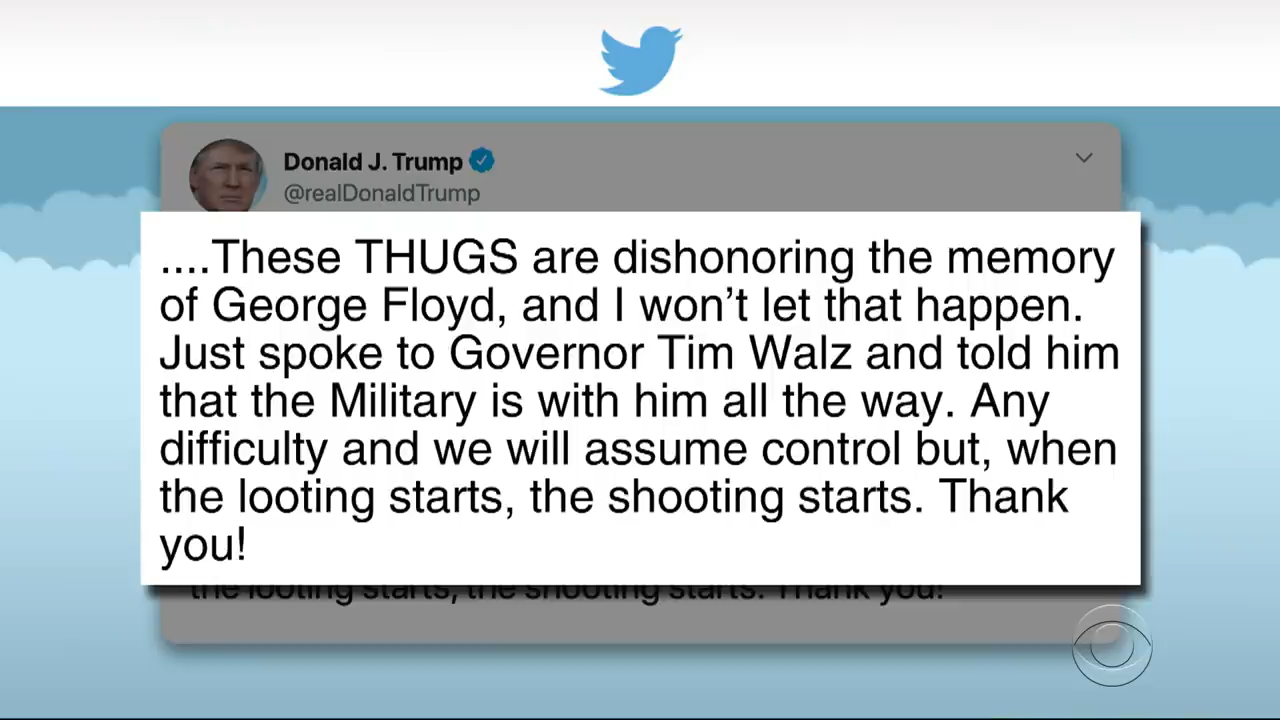 Donald J. Trump
@realDonaldTrump
....These THUGS are dishonoring the memory
of George Floyd, and I won’t let that happen.
Just spoke to Governor Tim Walz and told him
that the Military is with him all the way. Any
difficulty and we will assume control but, when
the looting starts, the shooting starts. Thank
you!
the looting starts, the shooting starts. Thank you!